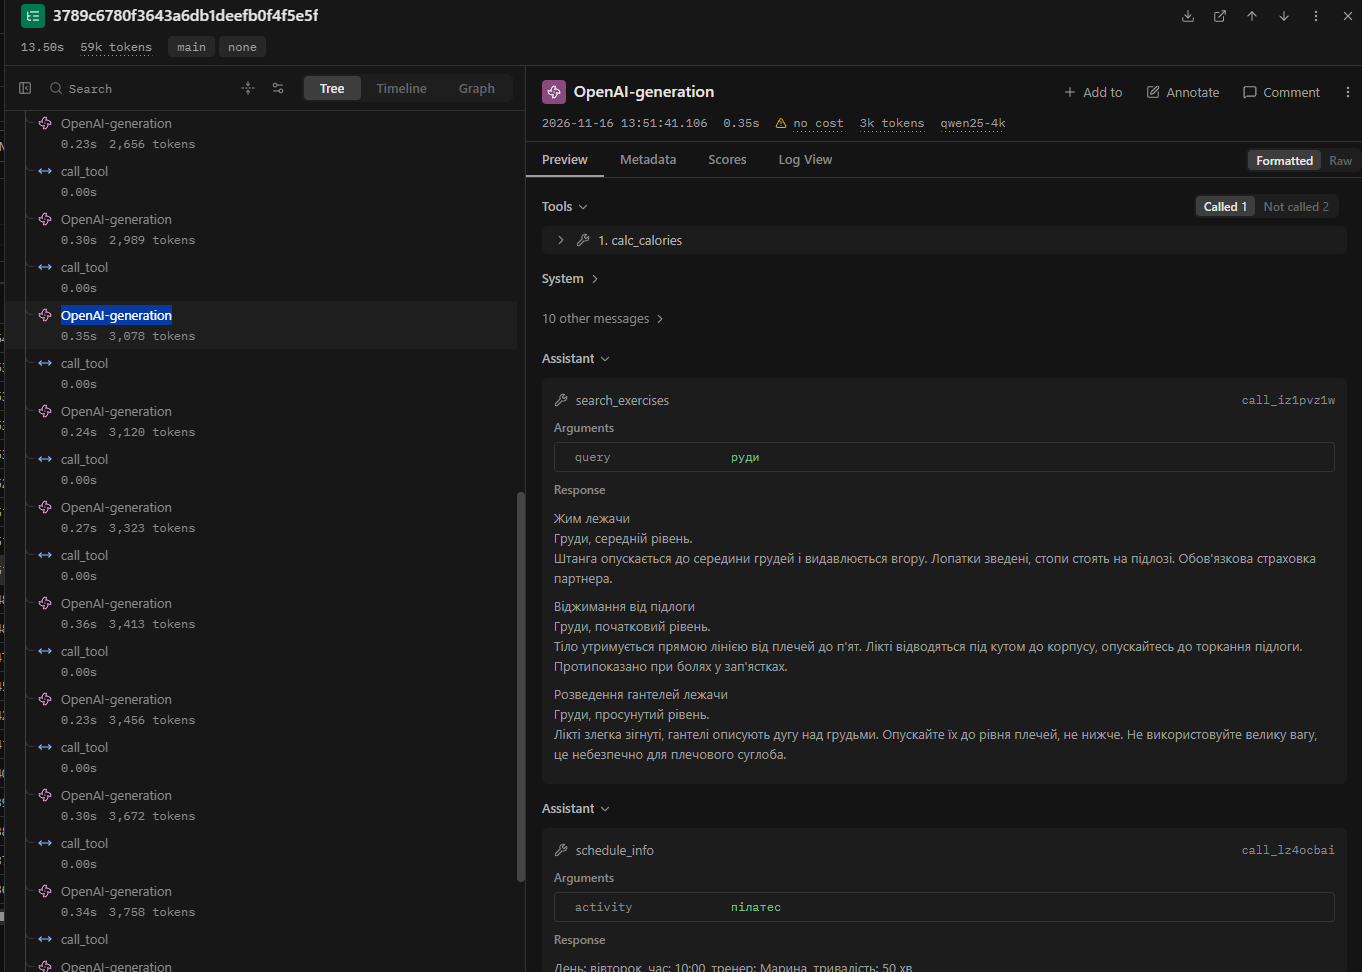 3789c6780f3643a6db1deefb0f4f5e5f
13.50s 59k tokens main none
Search
Tree Timeline Graph
OpenAI-generation
0.23s 2,656 tokens
call_tool
0.00s
OpenAI-generation
0.30s 2,989 tokens
call_tool
0.00s
OpenAI-generation
0.35s 3,078 tokens
call_tool
0.00s
OpenAI-generation
0.24s 3,120 tokens
call_tool
0.00s
OpenAI-generation
0.27s 3,323 tokens
call_tool
0.00s
OpenAI-generation
0.36s 3,413 tokens
call_tool
0.00s
OpenAI-generation
0.23s 3,456 tokens
call_tool
0.00s
OpenAI-generation
0.30s 3,672 tokens
call_tool
0.00s
OpenAI-generation
0.34s 3,758 tokens
call_tool
OpenAI-generation
OpenAI-generation
Add to Annotate Comment
2026-11-16 13:51:41.106 0.35s no cost 3k tokens qwen25-4k
Preview Metadata Scores Log View
Formatted Raw
Tools
Called 1 Not called 2
1. calc_calories
System
10 other messages
Assistant
search_exercises call_iz1pvz1w
Arguments
query руди
Response
Жим лежачи
Груди, середній рівень.
Штанга опускається до середини грудей і видавлюється вгору. Лопатки зведені, стопи стоять на підлозі. Обов'язкова страховка
партнера.
Віджимання від підлоги
Груди, початковий рівень.
Тіло утримується прямою лінією від плечей до п'ят. Лікті відводяться під кутом до корпусу, опускайтесь до торкання підлоги.
Протипоказано при болях у зап'ястках.
Розведення гантелей лежачи
Груди, просунутий рівень.
Лікті злегка зігнуті, гантелі описують дугу над грудьми. Опускайте їх до рівня плечей, не нижче. Не використовуйте велику вагу,
це небезпечно для плечового суглоба.
Assistant
schedule_info call_lz4ocbai
Arguments
activity пілатес
Response
День: вівторок, час: 10:00, тренер: Марина, тривалість: 50 хв